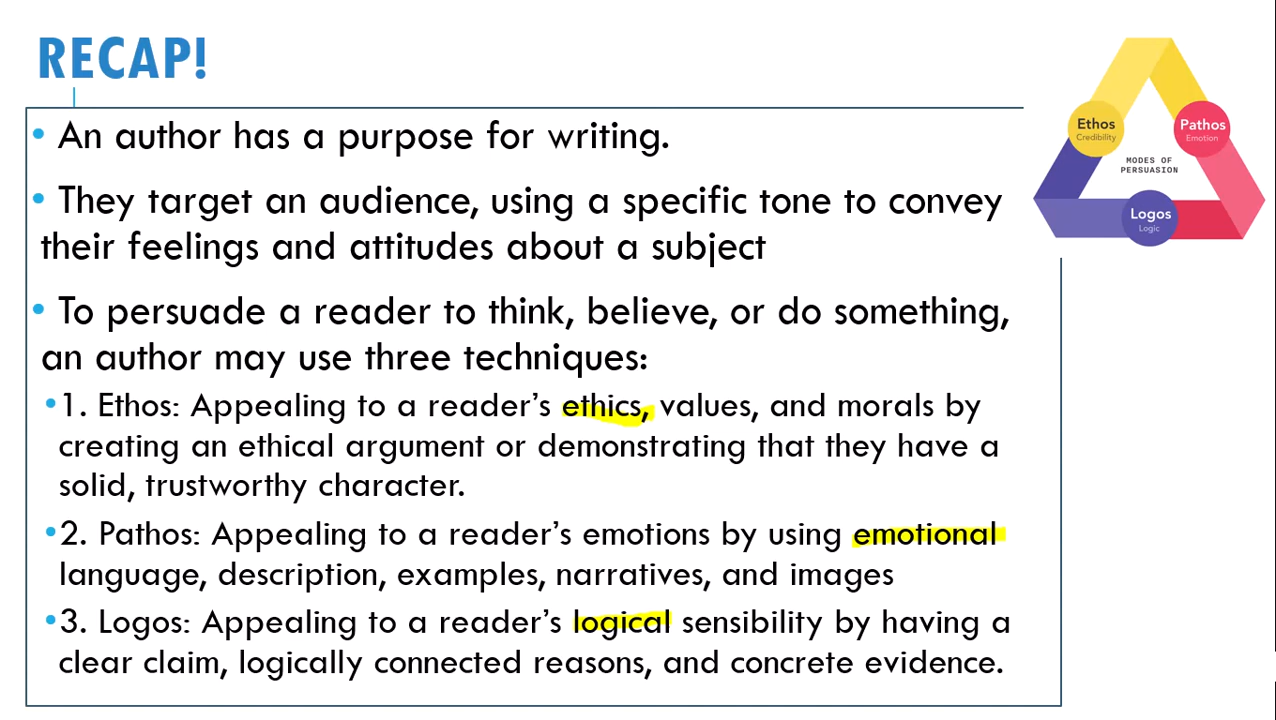 RECAP!
• An author has a purpose for writing.
• They target an audience, using a specific tone to convey
their feelings and attitudes about a subject
• To persuade a reader to think, believe, or do something,
an author may use three techniques:
•1. Ethos: Appealing to a reader’s ethics, values, and morals by
creating an ethical argument or demonstrating that they have a
solid, trustworthy character.
•2. Pathos: Appealing to a reader’s emotions by using emotional
language, description, examples, narratives, and images
•3. Logos: Appealing to a reader’s logical sensibility by having a
clear claim, logically connected reasons, and concrete evidence.
Ethos
Credibility
Pathos
Emotion
MODES OF
PERSUASION
Logos
Logic